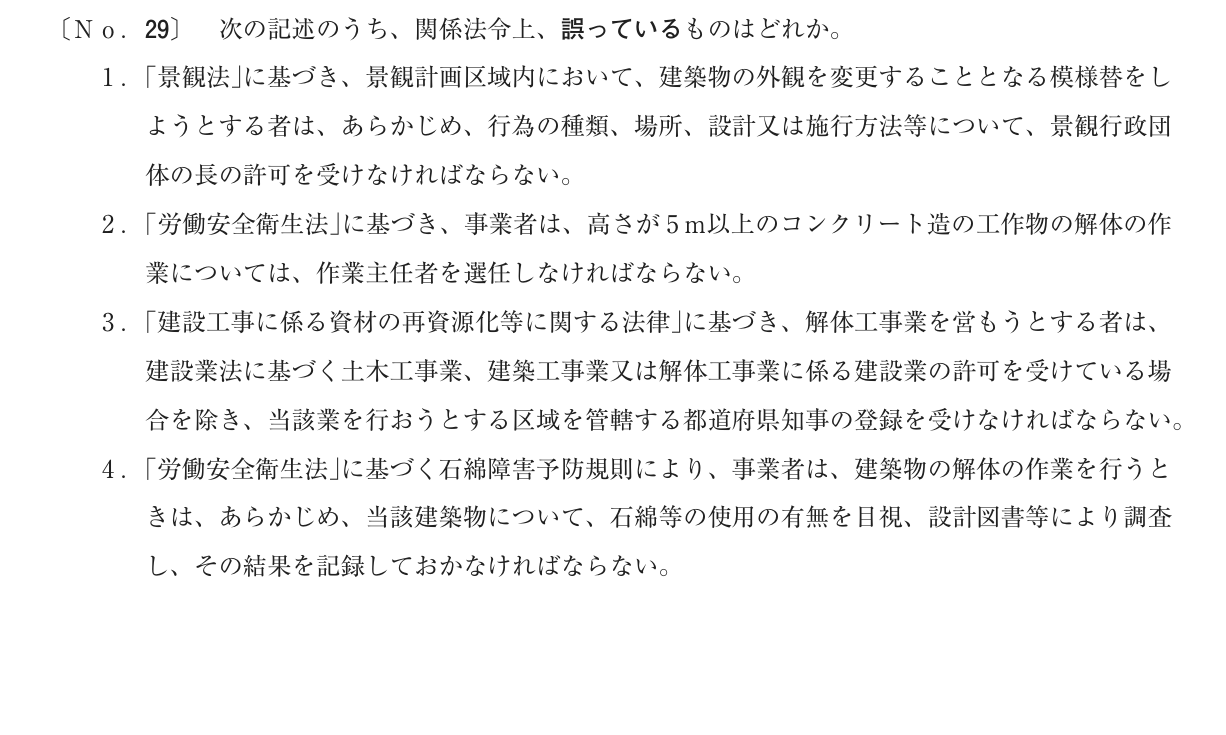 〔Ｎｏ．29〕　次の記述のうち、関係法令上、誤っているものはどれか。
１．「景観法」に基づき、景観計画区域内において、建築物の外観を変更することとなる模様替をし
ようとする者は、あらかじめ、行為の種類、場所、設計又は施行方法等について、景観行政団
体の長の許可を受けなければならない。
２．「労働安全衛生法」に基づき、事業者は、高さが５ｍ以上のコンクリート造の工作物の解体の作
業については、作業主任者を選任しなければならない。
３．「建設工事に係る資材の再資源化等に関する法律」に基づき、解体工事業を営もうとする者は、
建設業法に基づく土木工事業、建築工事業又は解体工事業に係る建設業の許可を受けている場
合を除き、当該業を行おうとする区域を管轄する都道府県知事の登録を受けなければならない。
４．「労働安全衛生法」に基づく石綿障害予防規則により、事業者は、建築物の解体の作業を行うと
きは、あらかじめ、当該建築物について、石綿等の使用の有無を目視、設計図書等により調査
し、その結果を記録しておかなければならない。